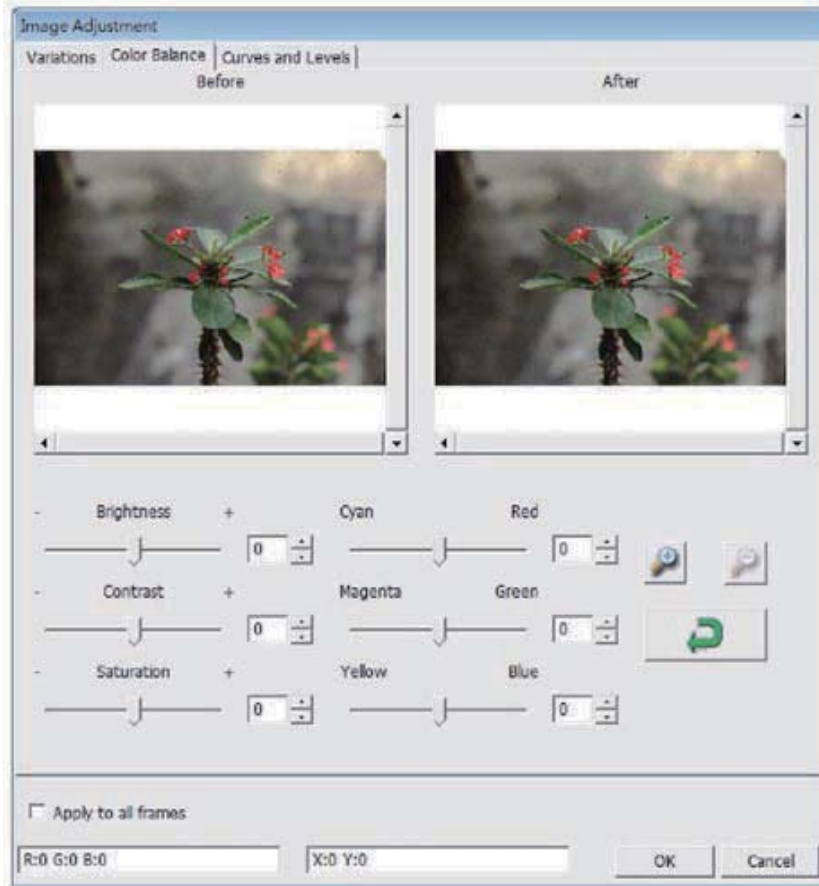 Image Adjustment
Variations Color Balance Curves and Levels
Before After
- Brightness + Cyan Red
0 0
- Contrast + Magenta Green
0 0
- Saturation + Yellow Blue
0 0
Apply to all frames
R:0 G:0 B:0 X:0 Y:0 OK Cancel